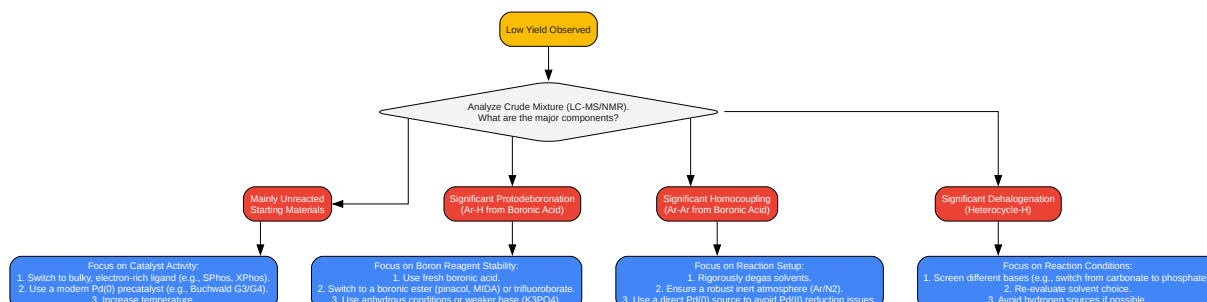 Low Yield Observed
Analyze Crude Mixture (LC-MS/NMR).
What are the major components?
Mainly Unreacted
Starting Materials
Significant Protodeboronation
(Ar-H from Boronic Acid)
Significant Homocoupling
(Ar-Ar from Boronic Acid)
Significant Dehalogenation
(Heterocycle-H)
Focus on Catalyst Activity:
1. Switch to bulky, electron-rich ligand (e.g., SPhos, XPhos).
2. Use a modern Pd(0) precatalyst (e.g., Buchwald G3/G4).
3. Increase temperature.
Focus on Boron Reagent Stability:
1. Use fresh boronic acid.
2. Switch to a boronic ester (pinacol, MIDA) or trifluoroborate.
3. Use anhydrous conditions or weaker base (K3PO4).
Focus on Reaction Setup:
1. Rigorously degas solvents.
2. Ensure a robust inert atmosphere (Ar/N2).
3. Use a direct Pd(0) source to avoid Pd(II) reduction issues.
Focus on Reaction Conditions:
1. Screen different bases (e.g., switch from carbonate to phosphate)
2. Re-evaluate solvent choice.
3. Avoid hydrogen sources if possible.